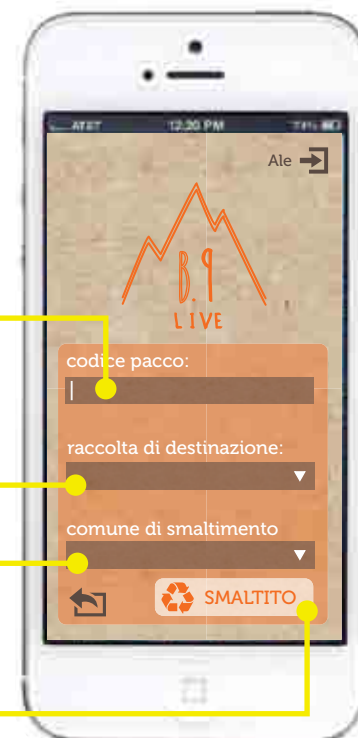 AT&T 12:20 PM
Ale
B.9
LIVE
codice pacco:
raccolta di destinazione:
comune di smaltimento
SMALTITO